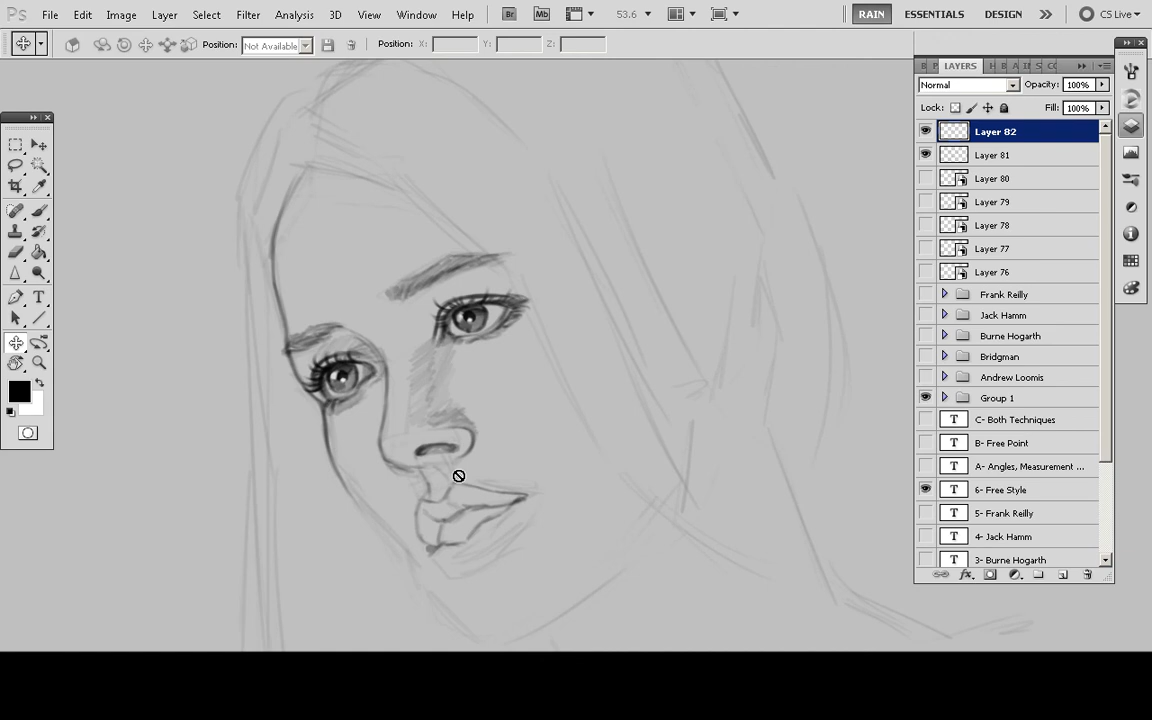 Ps File Edit Image Layer Select Filter Analysis 3D View Window Help Br Mb 53.6 RAIN ESSENTIALS DESIGN CS Live
Position: Not Available Position: X: Y: Z:
LAYERS
Normal Opacity: 100%
Lock: Fill: 100%
Layer 82
Layer 81
Layer 80
Layer 79
Layer 78
Layer 77
Layer 76
Frank Reilly
Jack Hamm
Burne Hogarth
Bridgman
Andrew Loomis
Group 1
T C- Both Techniques
T B- Free Point
T A- Angles, Measurement ...
T 6- Free Style
T 5- Frank Reilly
T 4- Jack Hamm
T 3- Burne Hogarth